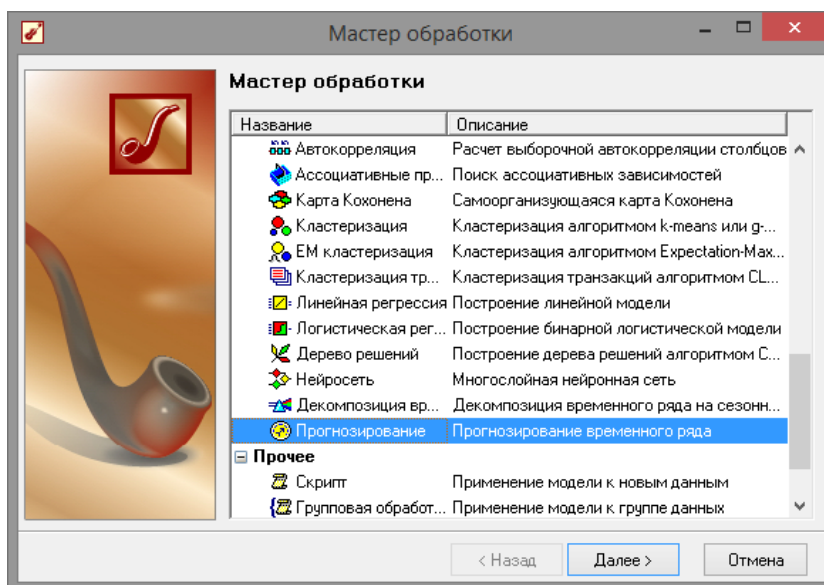 Мастер обработки
Мастер обработки
Название Описание
Автокорреляция Расчет выборочной автокорреляции столбцов
Ассоциативные пр... Поиск ассоциативных зависимостей
Карта Кохонена Самоорганизующаяся карта Кохонена
Кластеризация Кластеризация алгоритмом k-means или g-...
EM кластеризация Кластеризация алгоритмом Expectation-Max...
Кластеризация тр... Кластеризация транзакций алгоритмом CL...
Линейная регрессия Построение линейной модели
Логистическая рег... Построение бинарной логистической модели
Дерево решений Построение дерева решений алгоритмом C...
Нейросеть Многослойная нейронная сеть
Декомпозиция вр... Декомпозиция временного ряда на сезонн...
Прогнозирование Прогнозирование временного ряда
Прочее
Скрипт Применение модели к новым данным
Групповая обработ... Применение модели к группе данных
< Назад Далее > Отмена